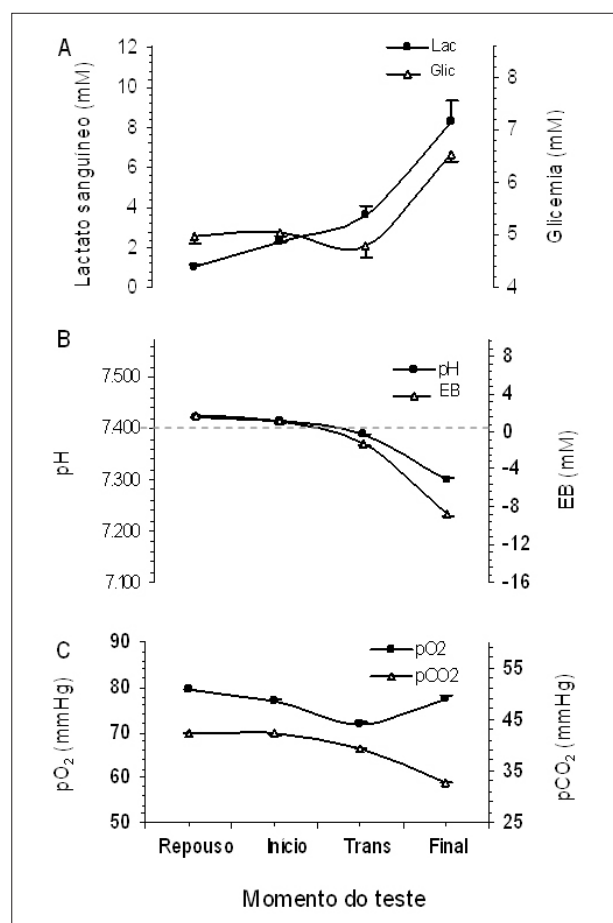 A
Lactato sanguíneo (mM)
12
10
8
6
4
2
0
Lac
Glic
8
7
6
5
4
Glicemia (mM)
B
pH
7.500
7.400
7.300
7.200
7.100
pH
EB
8
4
0
-4
-8
-12
-16
EB (mM)
C
pO2 (mmHg)
90
80
70
60
50
pO2
pCO2
55
45
35
25
pCO2 (mmHg)
Repouso Início Trans Final
Momento do teste